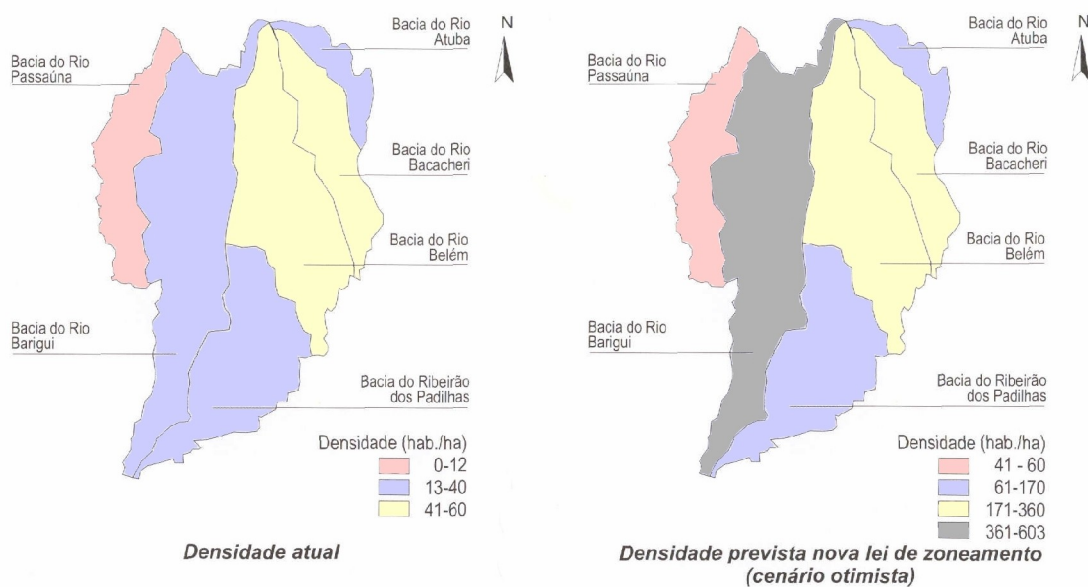 Bacia do Rio
Atuba
N
Bacia do Rio
Passaúna
Bacia do Rio
Bacacheri
Bacia do Rio
Belém
Bacia do Rio
Barigui
Bacia do Ribeirão
dos Padilhas
Densidade (hab./ha)
0-12
13-40
41-60
Densidade atual
Bacia do Rio
Atuba
N
Bacia do Rio
Passaúna
Bacia do Rio
Bacacheri
Bacia do Rio
Belém
Bacia do Rio
Barigui
Bacia do Ribeirão
dos Padilhas
Densidade (hab./ha)
41 - 60
61-170
171-360
361-603
Densidade prevista nova lei de zoneamento
(cenário otimista)